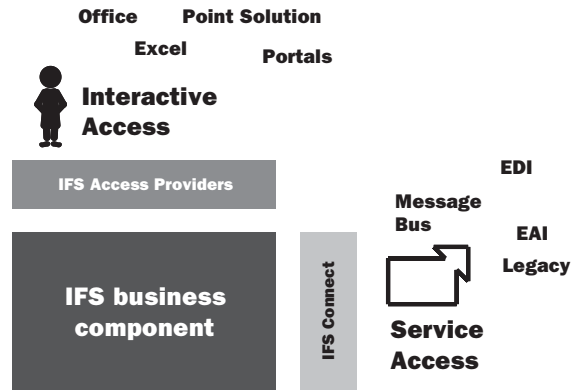 Office
Point Solution
Excel
Portals
Interactive
Access
IFS Access Providers
EDI
Message
Bus
EAI
Legacy
IFS business
component
IFS Connect
Service
Access